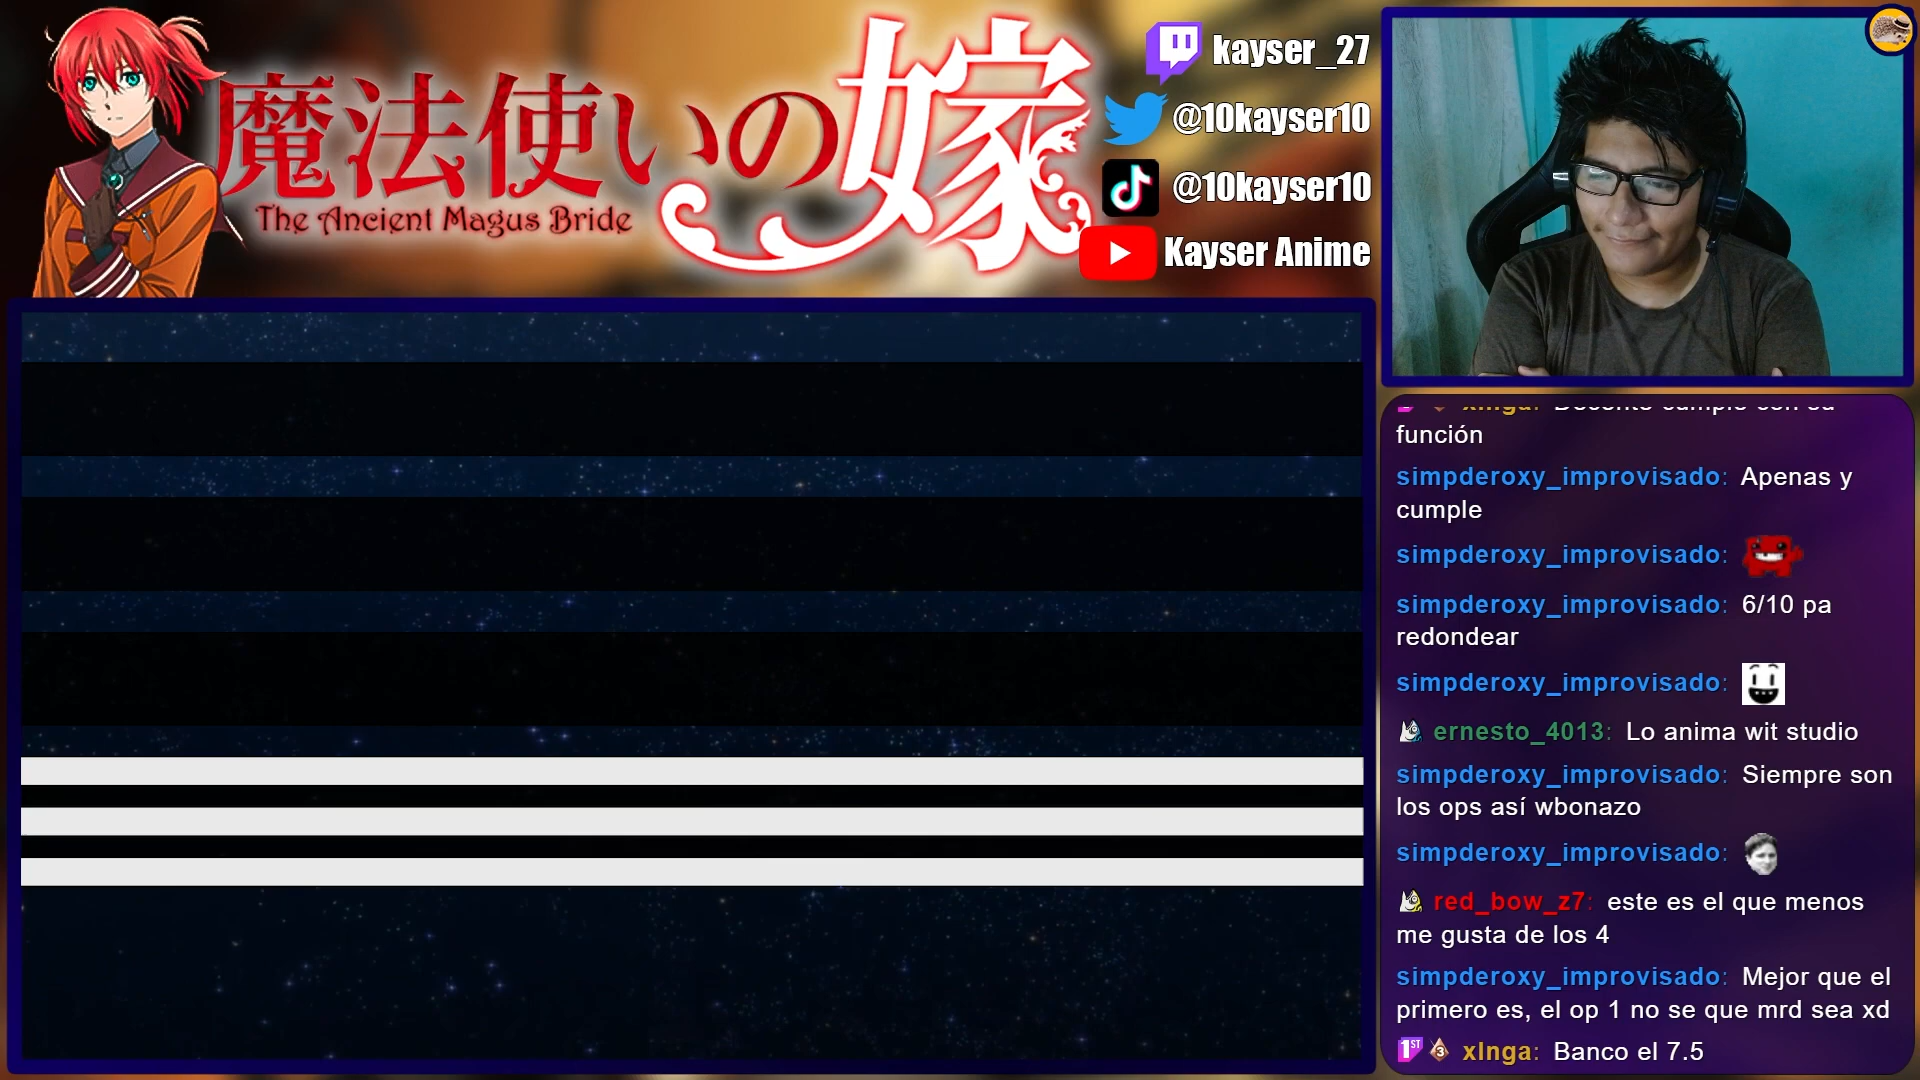 魔法使いの嫁
The Ancient Magus Bride
kayser_27
@10kayser10
@10kayser10
Kayser Anime
xInga:
función
simpderoxy_improvisado: Apenas y
cumple
simpderoxy_improvisado:
simpderoxy_improvisado: 6/10 pa
redondear
simpderoxy_improvisado:
ernesto_4013: Lo anima wit studio
simpderoxy_improvisado: Siempre son
los ops así wbonazo
simpderoxy_improvisado:
red_bow_z7: este es el que menos
me gusta de los 4
simpderoxy_improvisado: Mejor que el
primero es, el op 1 no se que mrd sea xd
1ST 3 xInga: Banco el 7.5